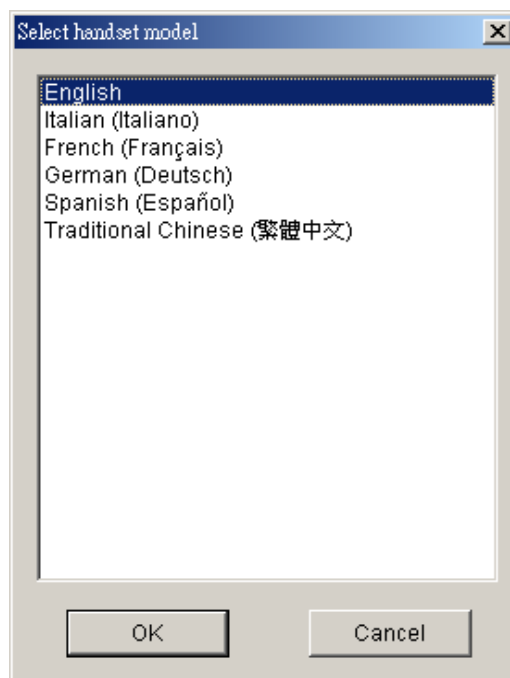 Select handset model
English
Italian (Italiano)
French (Français)
German (Deutsch)
Spanish (Español)
Traditional Chinese (繁體中文)
OK
Cancel